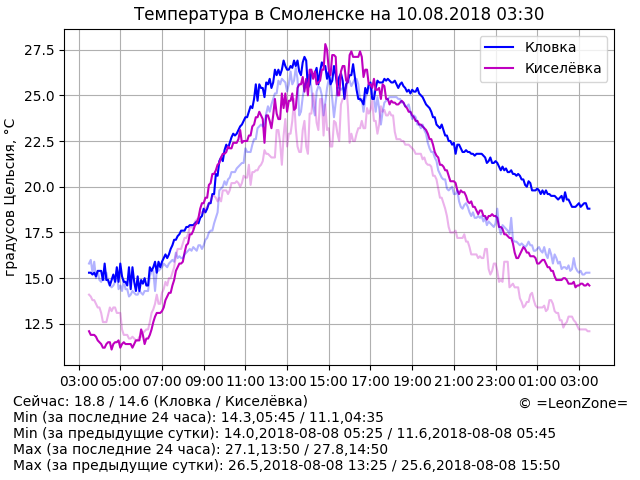 Температура в Смоленске на 10.08.2018 03:30
градусов Цельсия, °C
27.5
25.0
22.5
20.0
17.5
15.0
12.5
Кловка
Киселёвка
03:00 05:00 07:00 09:00 11:00 13:00 15:00 17:00 19:00 21:00 23:00 01:00 03:00
Сейчас: 18.8 / 14.6 (Кловка / Киселёвка)
© =LeonZone=
Min (за последние 24 часа): 14.3,05:45 / 11.1,04:35
Min (за предыдущие сутки): 14.0,2018-08-08 05:25 / 11.6,2018-08-08 05:45
Max (за последние 24 часа): 27.1,13:50 / 27.8,14:50
Max (за предыдущие сутки): 26.5,2018-08-08 13:25 / 25.6,2018-08-08 15:50